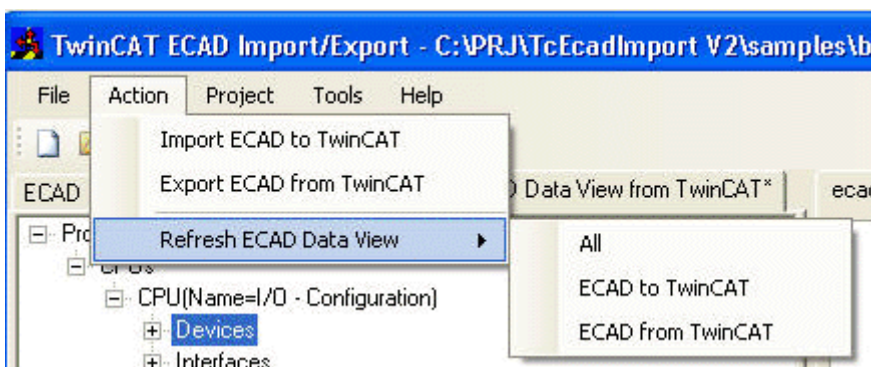 TwinCAT ECAD Import/Export - C:\PRJ\TcEcadImport V2\samples\b
File Action Project Tools Help
Import ECAD to TwinCAT
Export ECAD from TwinCAT
ECAD Data View from TwinCAT* ecad
Refresh ECAD Data View
All
CPU(Name=I/O - Configuration)
ECAD to TwinCAT
Devices
ECAD from TwinCAT
Interfaces